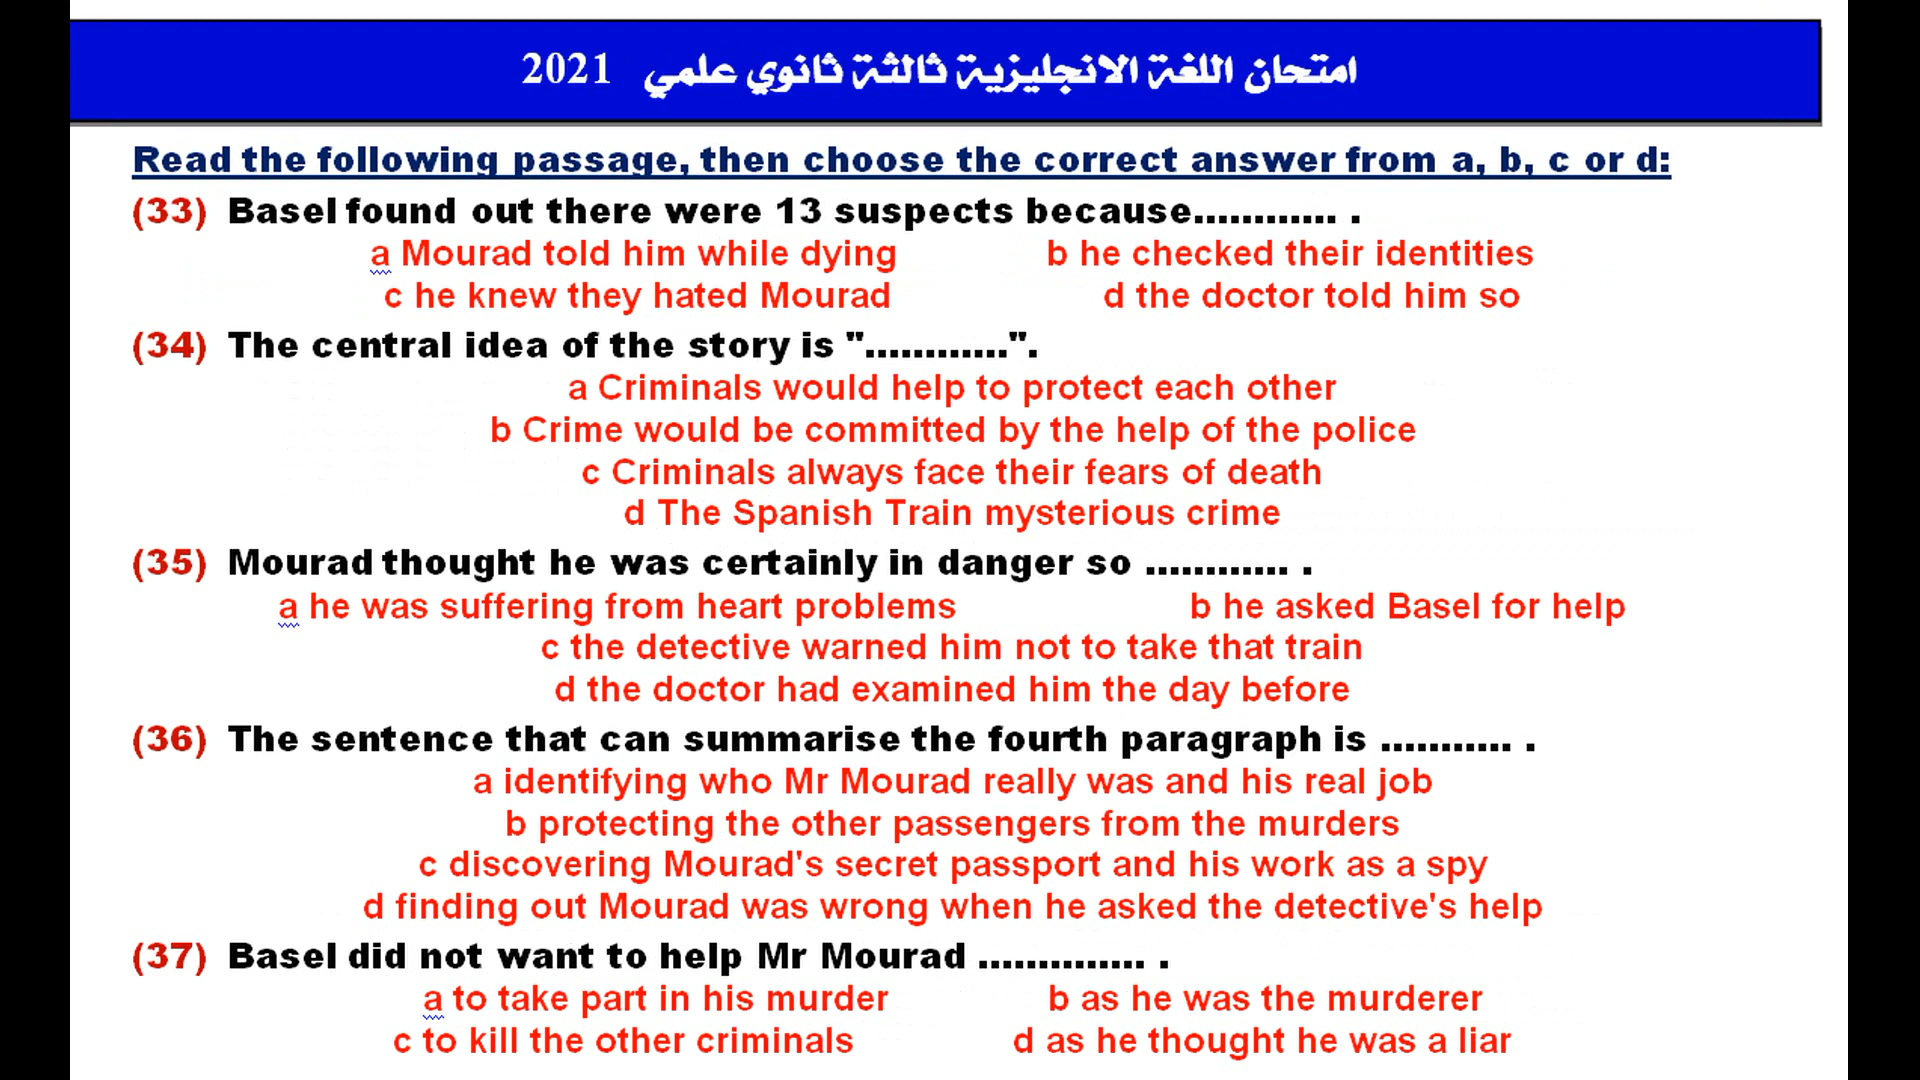 امتحان اللغة الانجليزية ثالثة ثانوي علمي 2021
Read the following passage, then choose the correct answer from a, b, c or d:
(33) Basel found out there were 13 suspects because............ .
a Mourad told him while dying b he checked their identities
c he knew they hated Mourad d the doctor told him so
(34) The central idea of the story is "............".
a Criminals would help to protect each other
b Crime would be committed by the help of the police
c Criminals always face their fears of death
d The Spanish Train mysterious crime
(35) Mourad thought he was certainly in danger so ............ .
a he was suffering from heart problems b he asked Basel for help
c the detective warned him not to take that train
d the doctor had examined him the day before
(36) The sentence that can summarise the fourth paragraph is ........... .
a identifying who Mr Mourad really was and his real job
b protecting the other passengers from the murders
c discovering Mourad's secret passport and his work as a spy
d finding out Mourad was wrong when he asked the detective's help
(37) Basel did not want to help Mr Mourad .............. .
a to take part in his murder b as he was the murderer
c to kill the other criminals d as he thought he was a liar